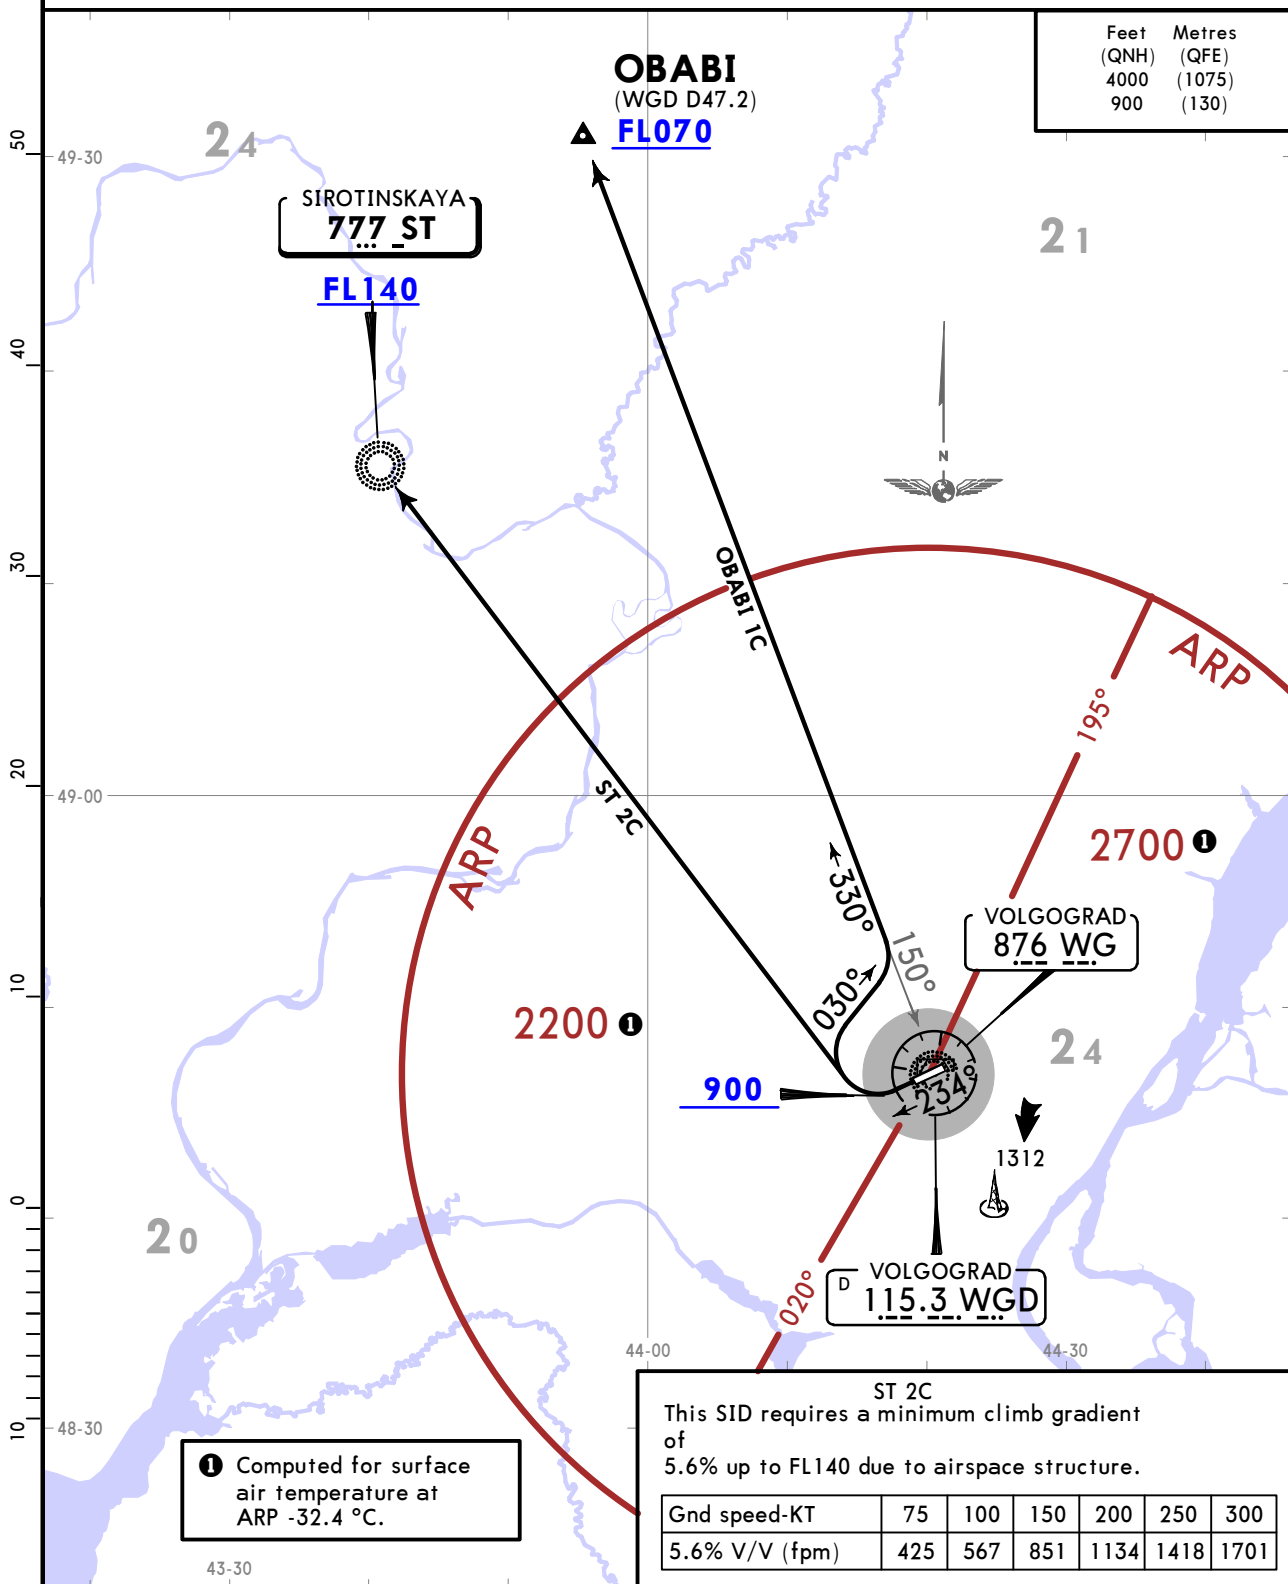 Feet Metres
(QNH) (QFE)
4000 (1075)
900 (130)
OBABI
(WGD D47.2)
FL070
50
49-30
24
SIROTINSKAYA
777 ST
FL140
21
40
N
30
OBABI 1C
ARP
195°
20
49-00
ST 2C
ARP
2700 1
330°
VOLGOGRAD
876 WG
150°
030°
10
2200 1
24
900
234°
1312
0
20
VOLGOGRAD
D 115.3 WGD
020°
44-00
44-30
10
48-30
1 Computed for surface
air temperature at
ARP -32.4 °C.
43-30
ST 2C
This SID requires a minimum climb gradient
of
5.6% up to FL140 due to airspace structure.
Gnd speed-KT 75 100 150 200 250 300
5.6% V/V (fpm) 425 567 851 1134 1418 1701